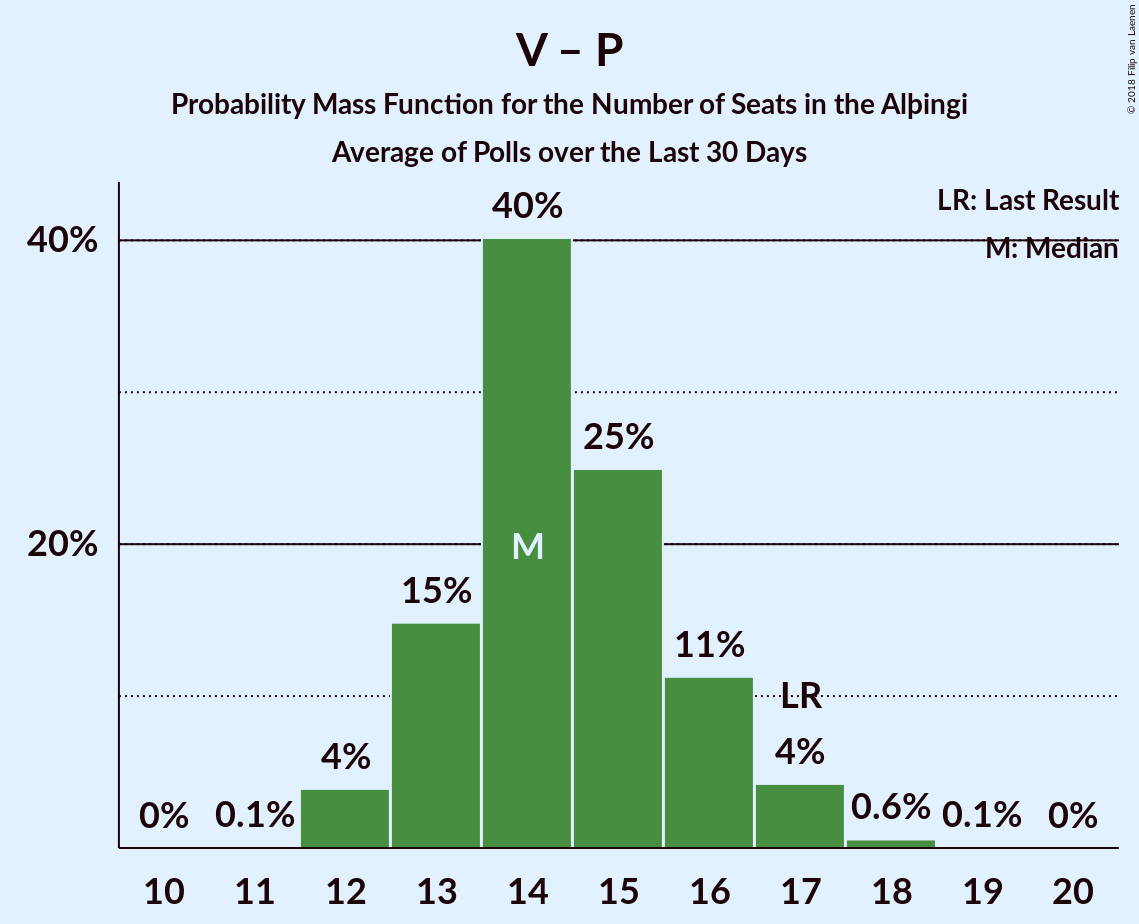 V – P
Probability Mass Function for the Number of Seats in the Alþingi
Average of Polls over the Last 30 Days
© 2018 Filip van Laenen
LR: Last Result
M: Median
40%
20%
0%
0.1%
4%
15%
40%
M
25%
11%
LR
4%
0.6%
0.1%
0%
10 11 12 13 14 15 16 17 18 19 20